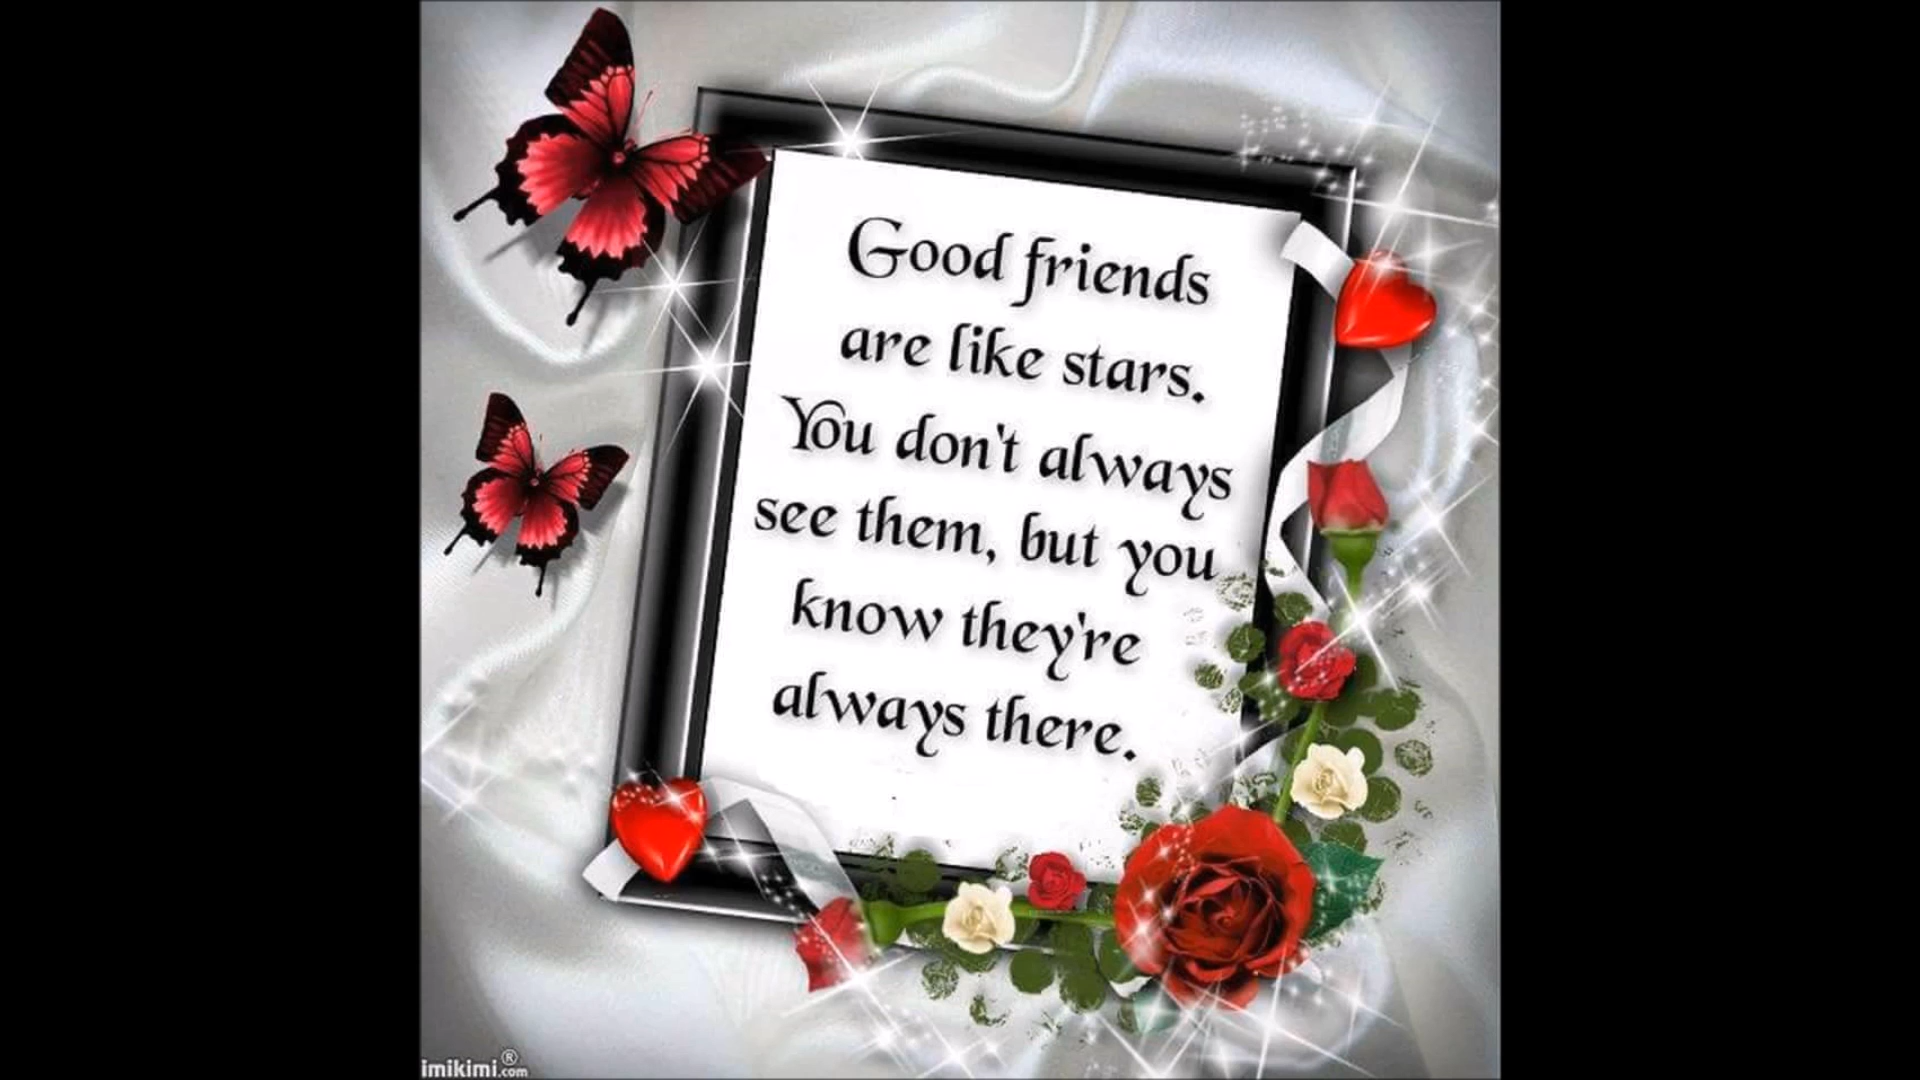 Good friends
are like stars.
You don't always
see them, but you
know they're
always there.
imikimi.com®